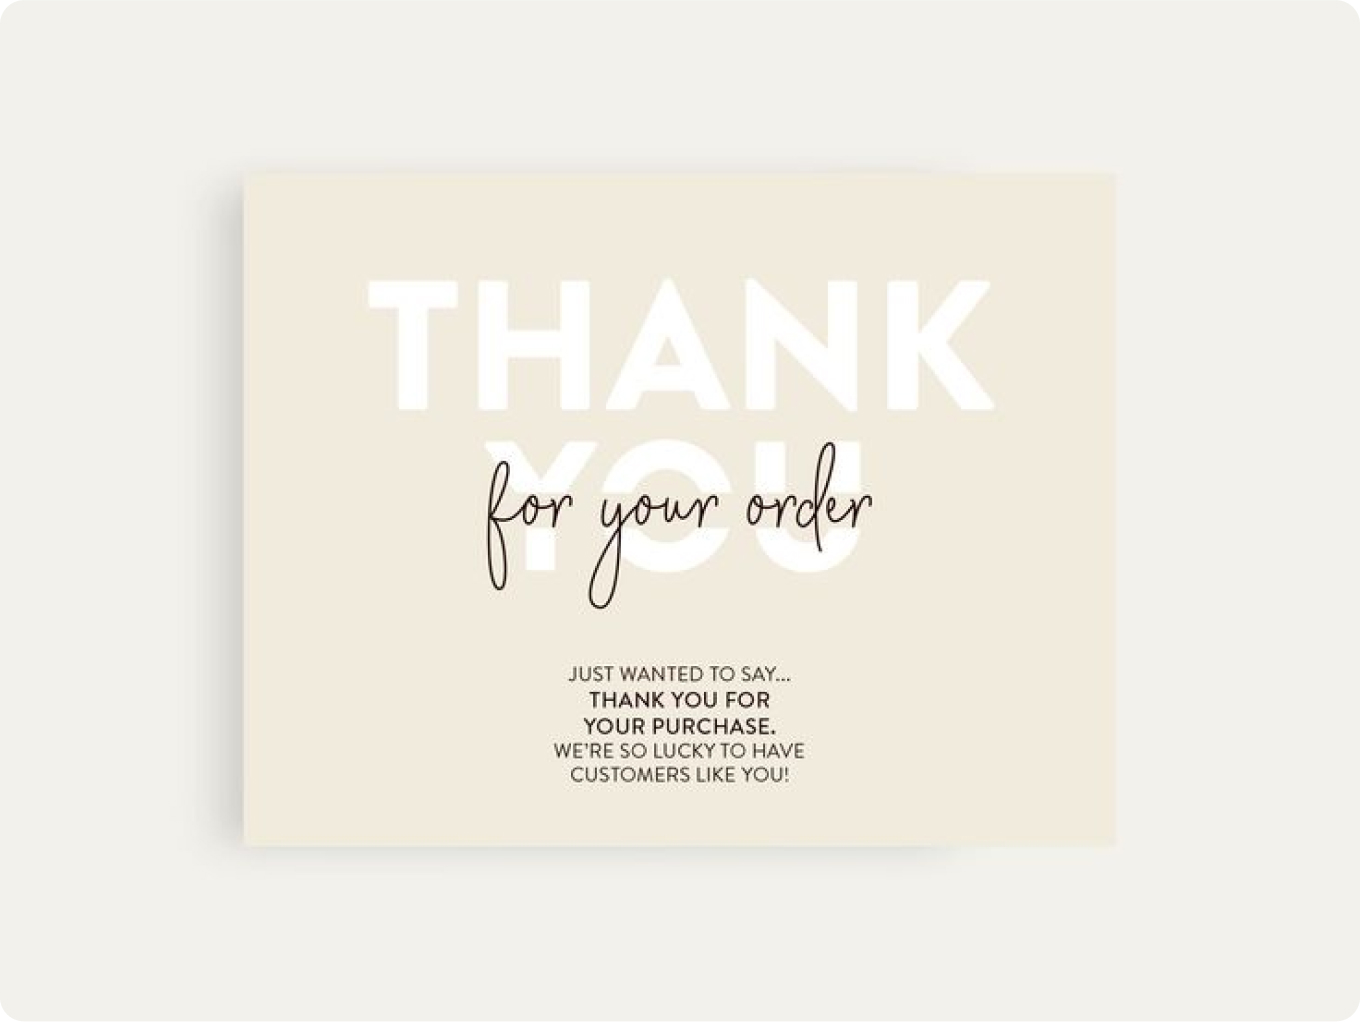 THANK
YOU
for your order
JUST WANTED TO SAY...
THANK YOU FOR
YOUR PURCHASE.
WE'RE SO LUCKY TO HAVE
CUSTOMERS LIKE YOU!